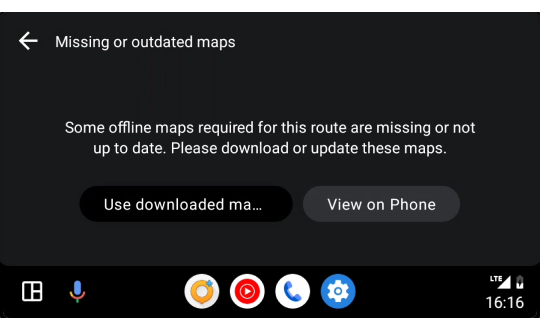 Missing or outdated maps
Some offline maps required for this route are missing or not
up to date. Please download or update these maps.
Use downloaded ma…
View on Phone
LTE
16:16